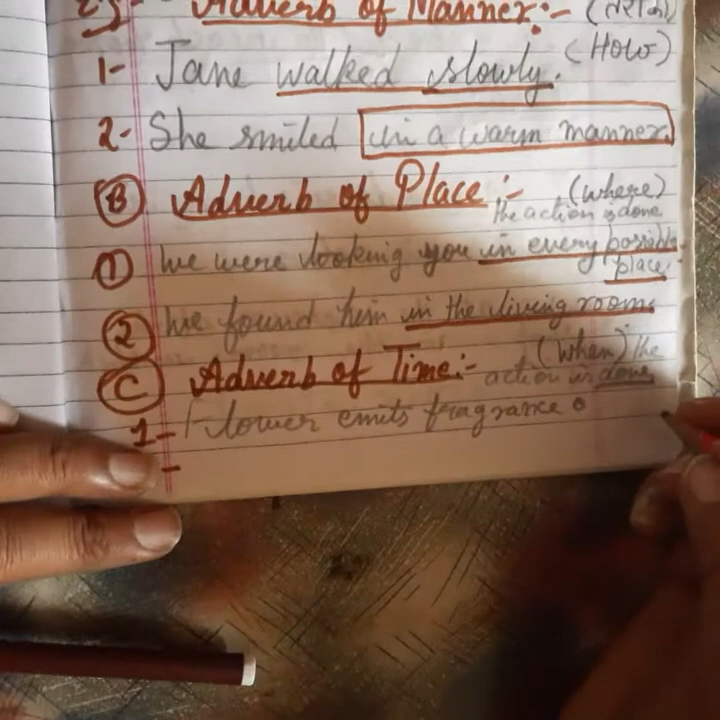 Adverb of Manner:- (तरीका)
1- Jane walked slowly. (How)
2- She smiled in a warm manner.
B Adverb of Place:- (where)
the action is done
1 We were looking you in every possible
place.
2 We found him in the living room.
C Adverb of Time:- (when) the
action is done.
1- Flower emits fragrance
-